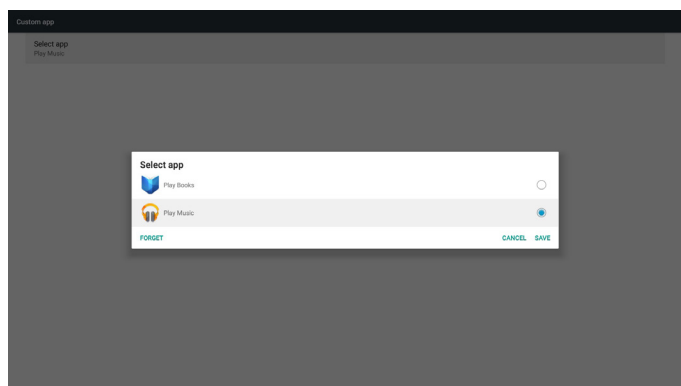 Custom app
Select app
Play Music
Select app
Play Books
Play Music
FORGET CANCEL SAVE